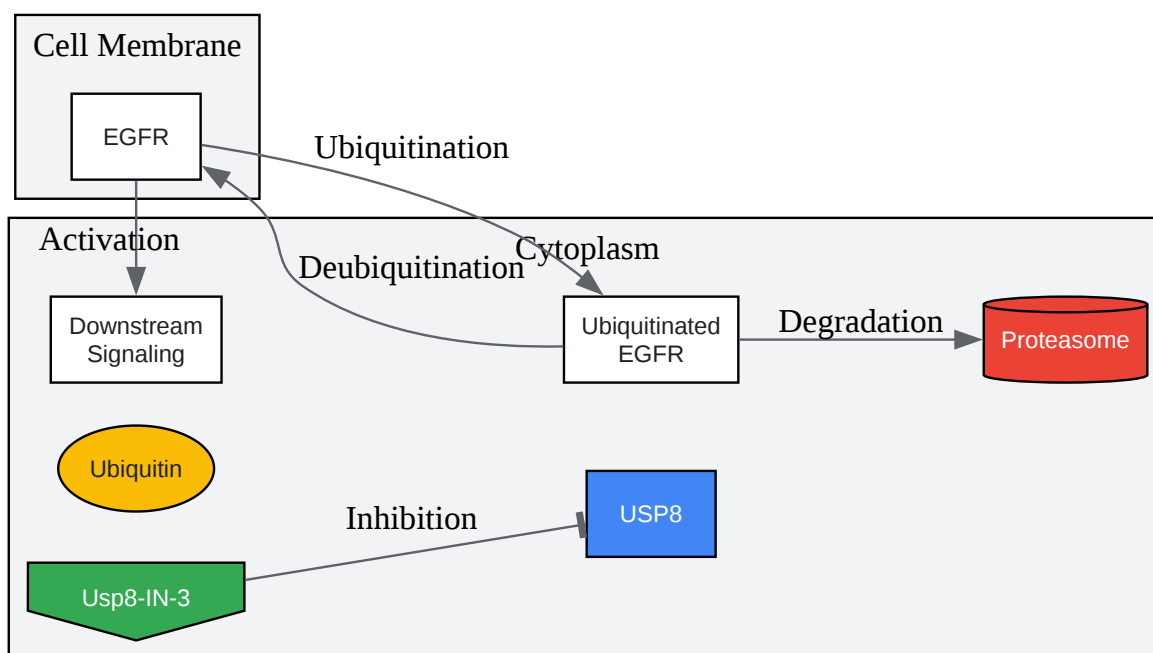 Cell Membrane
EGFR
Ubiquitination
Activation
Cytoplasm
Deubiquitination
Downstream
Signaling
Ubiquitinated
EGFR
Degradation
Proteasome
Ubiquitin
Inhibition
USP8
Usp8-IN-3